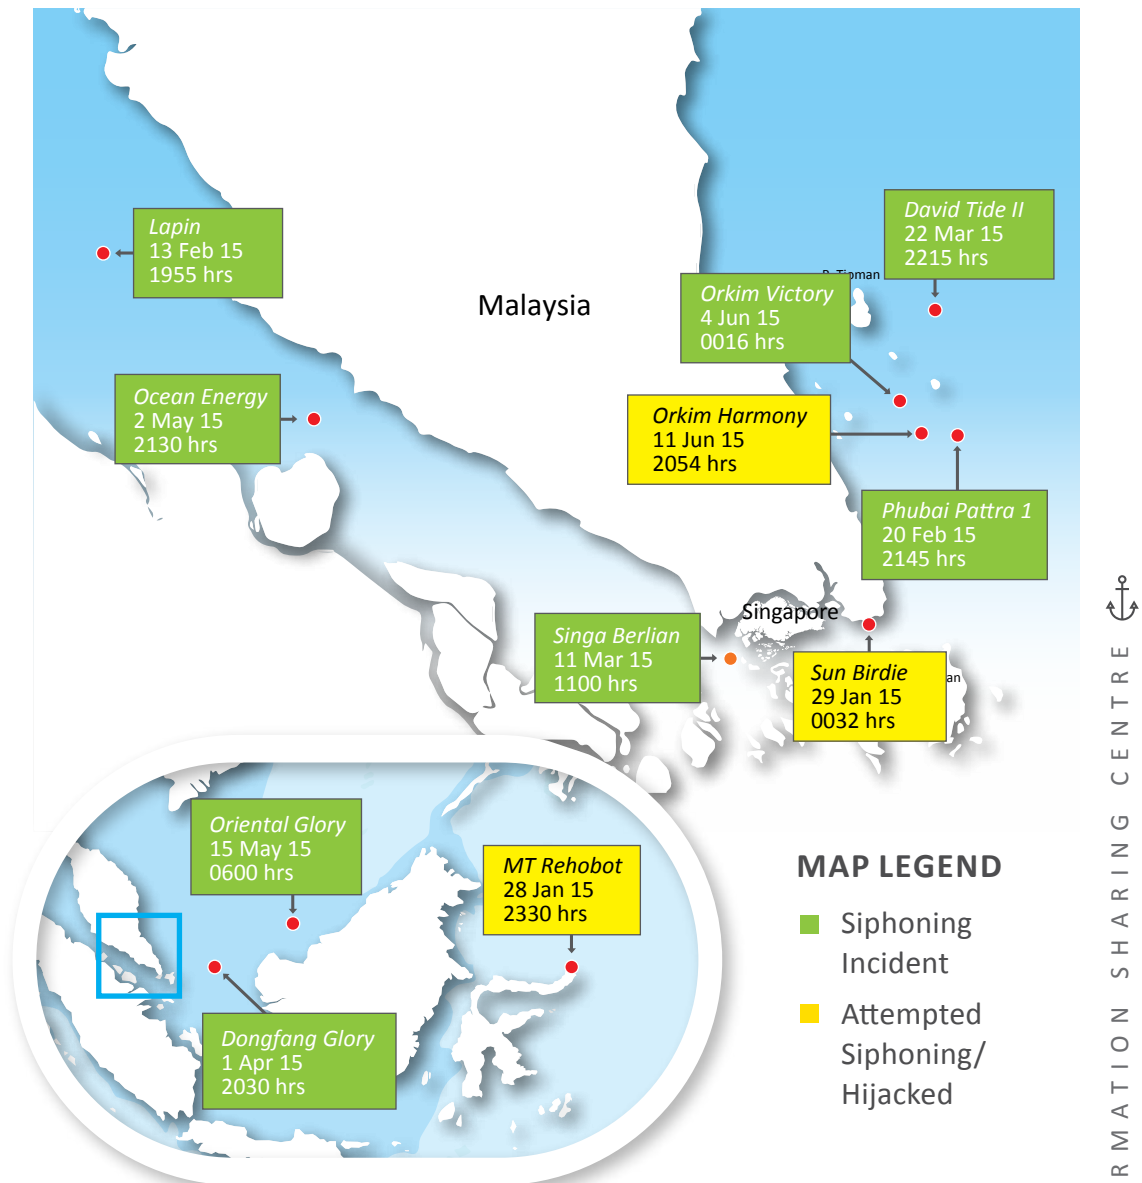 Lapin
13 Feb 15
1955 hrs
David Tide II
22 Mar 15
2215 hrs
Malaysia
Orkim Victory
4 Jun 15
0016 hrs
Ocean Energy
2 May 15
2130 hrs
Orkim Harmony
11 Jun 15
2054 hrs
Phubai Pattra 1
20 Feb 15
2145 hrs
Singapore
Singa Berlian
11 Mar 15
1100 hrs
Sun Birdie
29 Jan 15
0032 hrs
Oriental Glory
15 May 15
0600 hrs
MT Rehobot
28 Jan 15
2330 hrs
Dongfang Glory
1 Apr 15
2030 hrs
MAP LEGEND
Siphoning
Incident
Attempted
Siphoning/
Hijacked
RMATION SHARING CENTRE